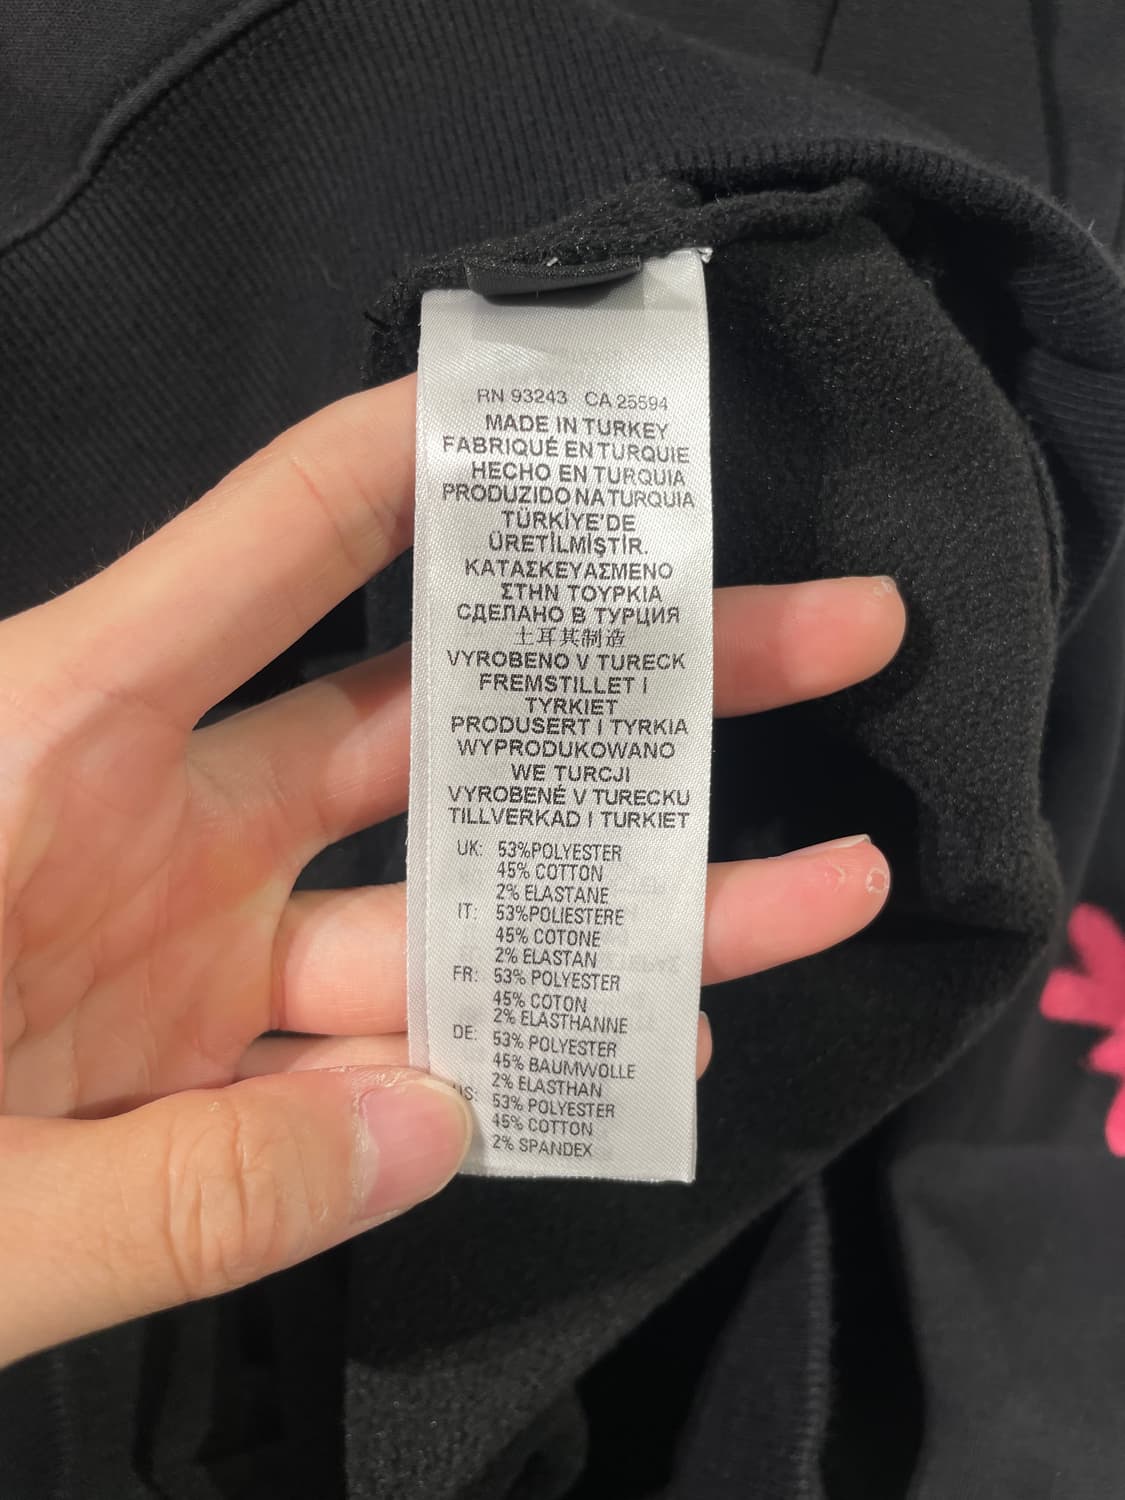 RN 93243 CA 25594
MADE IN TURKEY
FABRIQUÉ EN TURQUIE
HECHO EN TURQUIA
PRODUZIDO NA TURQUIA
TÜRKİYE'DE
ÜRETİLMİŞTİR.
ΚΑΤΑΣΚΕΥΑΣΜΕΝΟ
ΣΤΗΝ ΤΟΥΡΚΙΑ
СДЕЛАНО В ТУРЦИЯ
土耳其制造
VYROBENO V TURECK
FREMSTILLET I
TYRKIET
PRODUSERT I TYRKIA
WYPRODUKOWANO
WE TURCJI
VYROBENÉ V TURECKU
TILLVERKAD I TURKIET
UK: 53%POLYESTER
45% COTTON
2% ELASTANE
IT: 53%POLIESTERE
45% COTONE
2% ELASTAN
FR: 53% POLYESTER
45% COTON
2% ELASTHANNE
DE: 53% POLYESTER
45% BAUMWOLLE
2% ELASTHAN
US: 53% POLYESTER
45% COTTON
2% SPANDEX